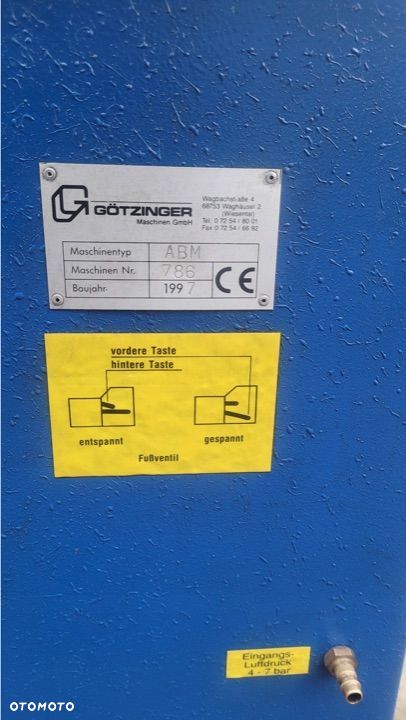 GÖTZINGER
Maschinen GmbH
Wagbachstraße 4
68753 Waghäusel 2
(Wiesental)
Tel. 0 72 54 / 80 01
Fax 0 72 54 / 66 92
Maschinentyp ABM
Maschinen Nr. 786
Baujahr 1997
CE
vordere Taste
hintere Taste
entspannt gespannt
Fußventil
Eingangs-
Luftdruck
4 - 7 bar
OTOMOTO